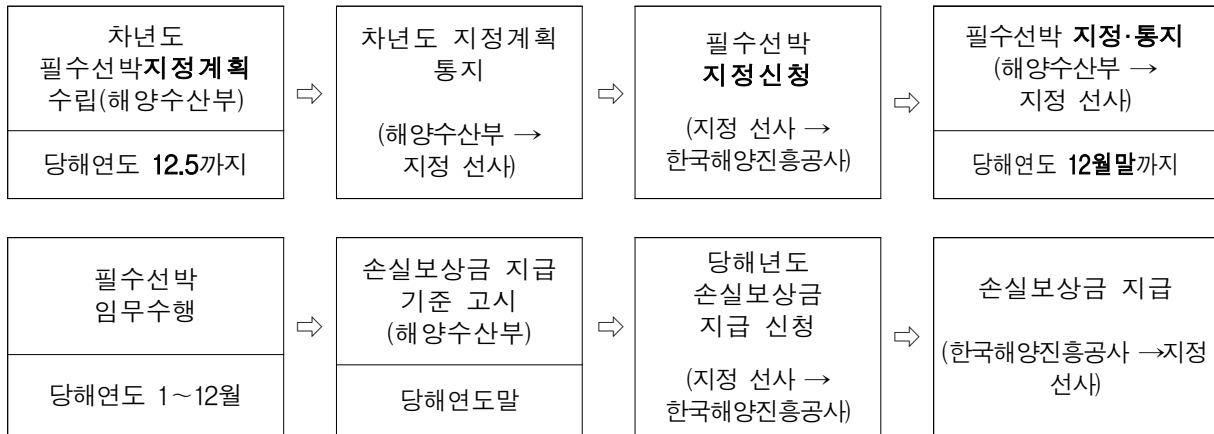 차년도
필수선박지정계획
수립(해양수산부)
당해연도 12.5까지
⇨
차년도 지정계획
통지
(해양수산부 →
지정 선사)
⇨
필수선박
지정신청
(지정 선사 →
한국해양진흥공사)
⇨
필수선박 지정·통지
(해양수산부 →
지정 선사)
당해연도 12월말까지
필수선박
임무수행
당해연도 1～12월
⇨
손실보상금 지급
기준 고시
(해양수산부)
당해연도말
⇨
당해년도
손실보상금
지급 신청
(지정 선사 →
한국해양진흥공사)
⇨
손실보상금 지급
(한국해양진흥공사 →지정
선사)